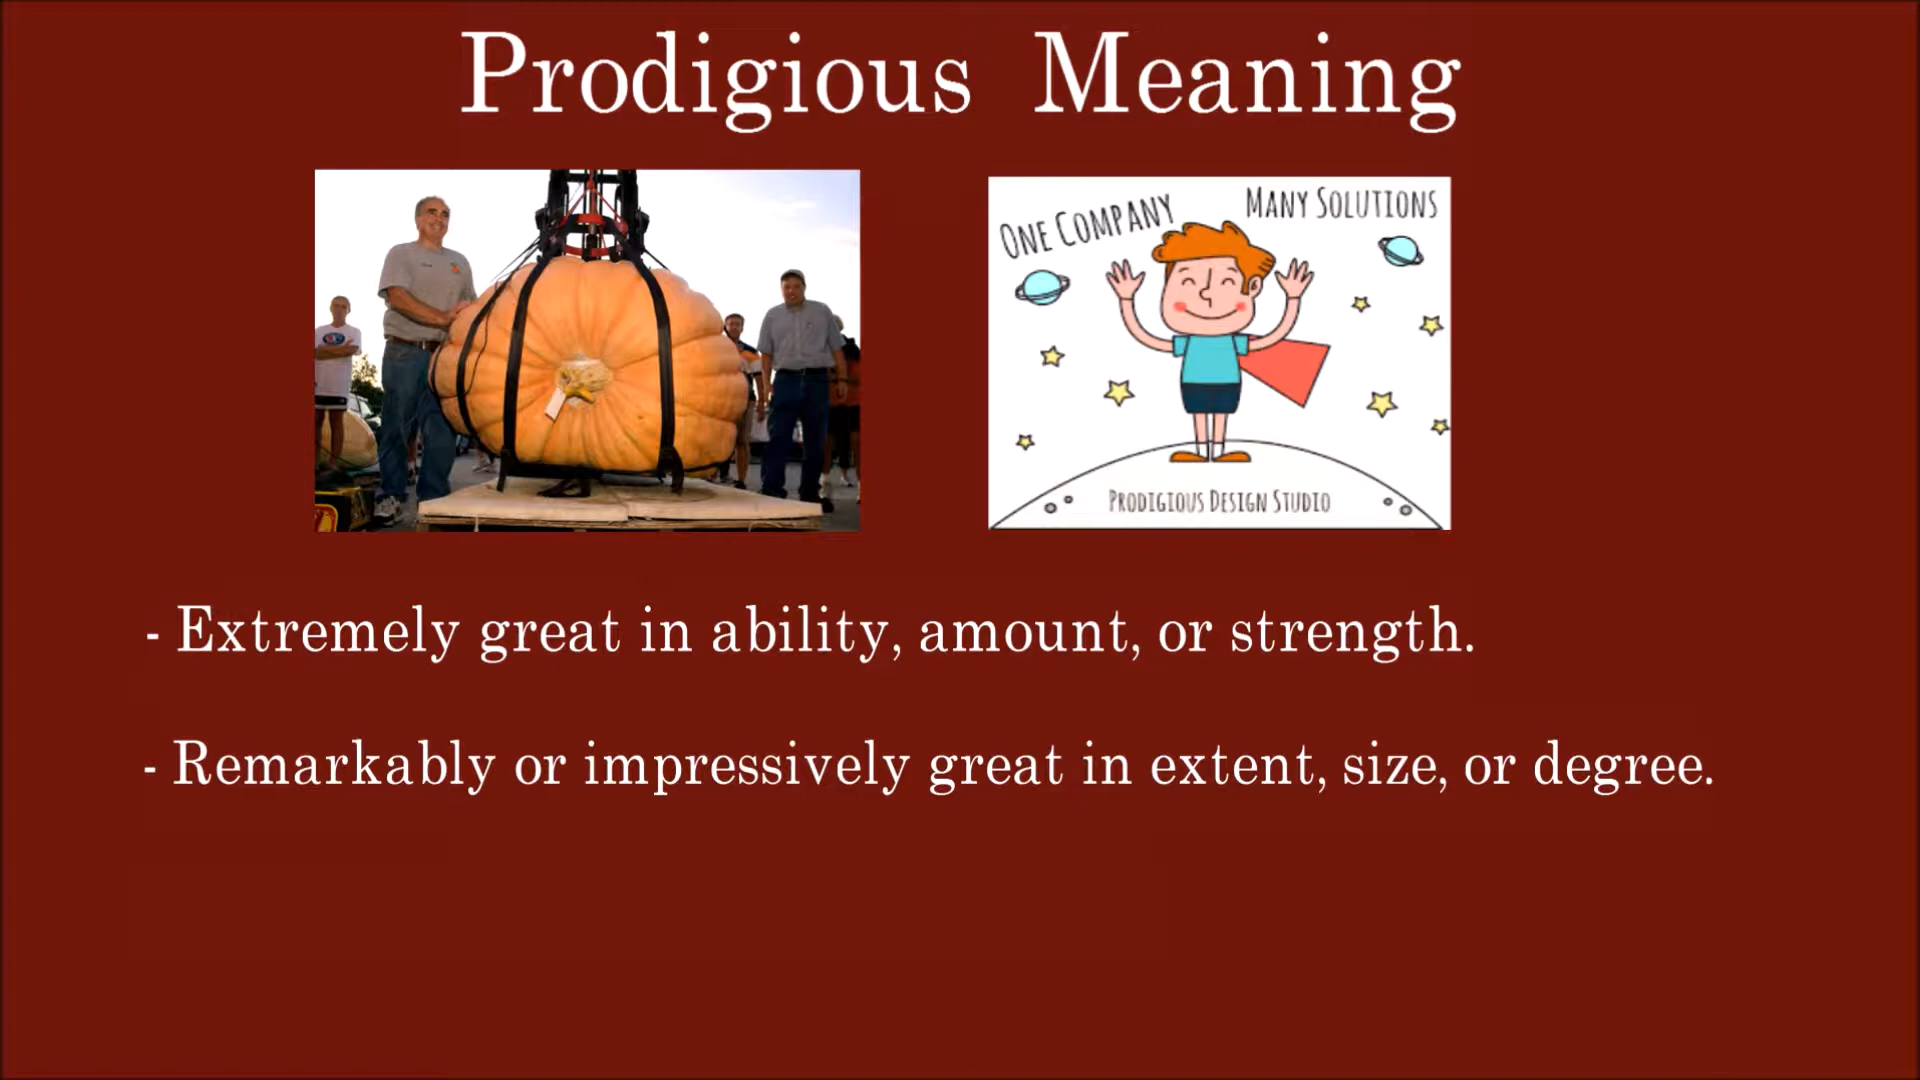 Prodigious Meaning
ONE COMPANY
MANY SOLUTIONS
PRODIGIOUS DESIGN STUDIO
- Extremely great in ability, amount, or strength.
- Remarkably or impressively great in extent, size, or degree.